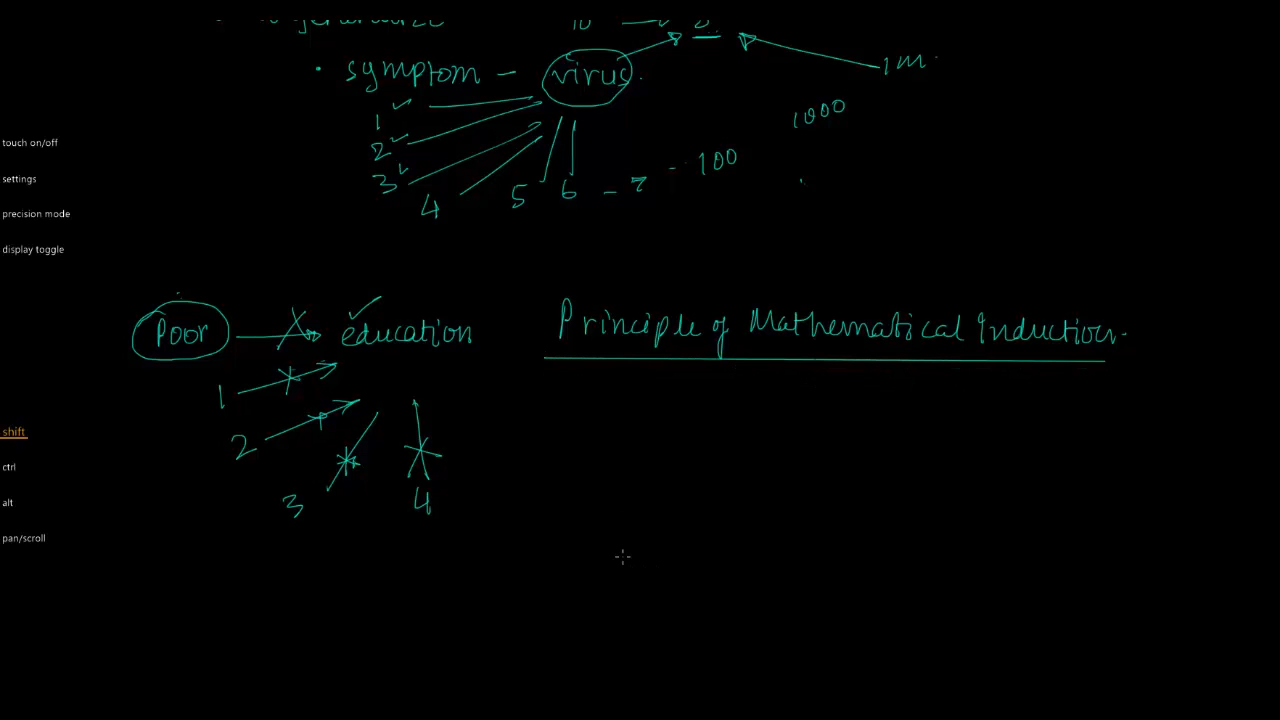 10
symptom - virus.
1m.
1
1000
2
3
4
5
6 - 7 - 100
touch on/off
settings
precision mode
display toggle
Poor education
Principle of Mathematical Induction.
1
2
3
4
shift
ctrl
alt
pan/scroll